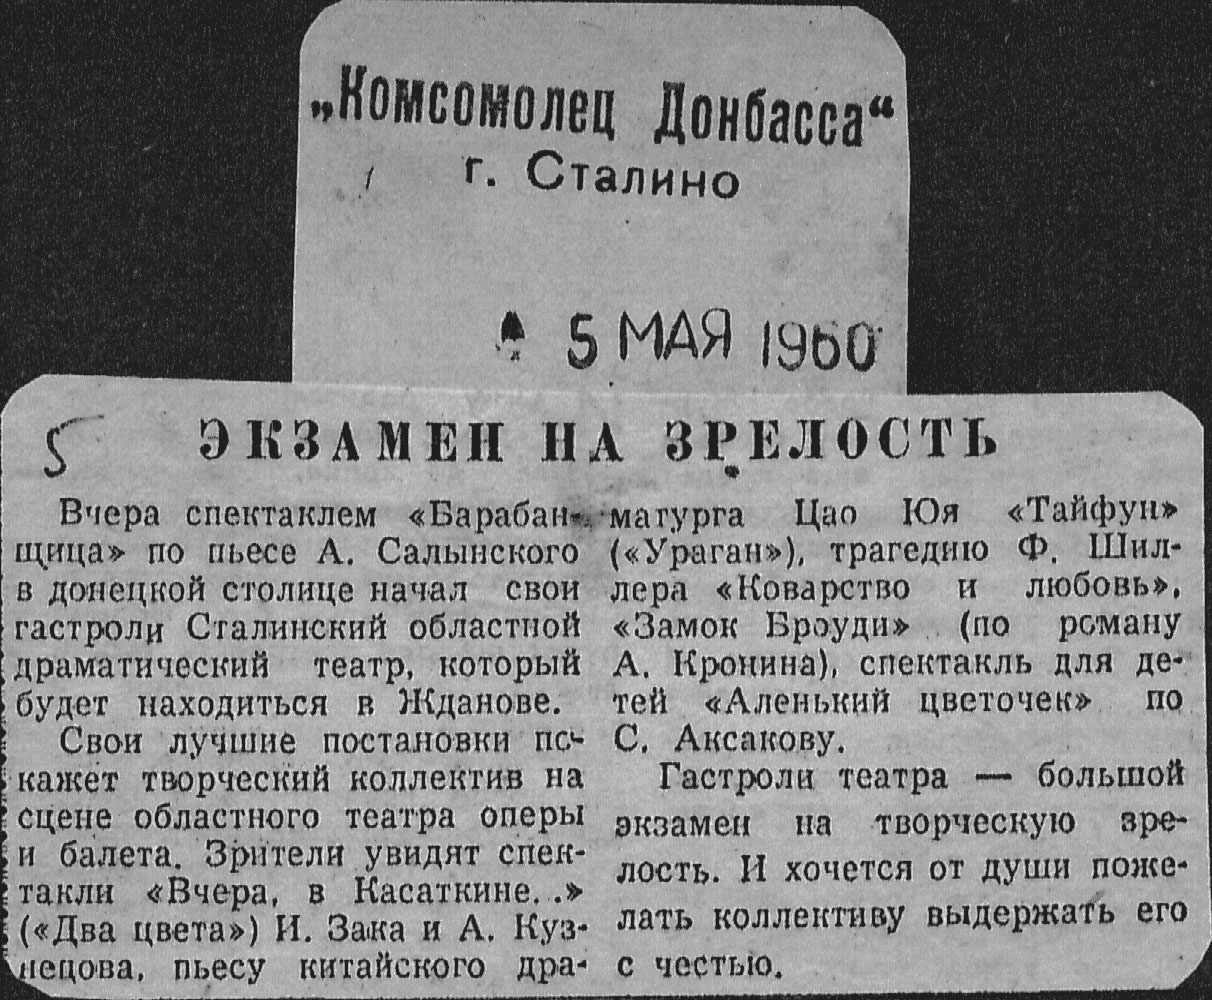 „Комсомолец Донбасса“
г. Сталино
5 МАЯ 1960
5
ЭКЗАМЕН НА ЗРЕЛОСТЬ
Вчера спектаклем «Барабан-
щица» по пьесе А. Салынского
в донецкой столице начал свои
гастроли Сталинский областной
драматический театр, который
будет находиться в Жданове.
Свои лучшие постановки по-
кажет творческий коллектив на
сцене областного театра оперы
и балета. Зрители увидят спек-
такли «Вчера, в Касаткине..»
(«Два цвета») И. Зака и А. Куз-
нецова, пьесу китайского дра-
матурга Цао Юя «Тайфун»
(«Ураган»), трагедию Ф. Шил-
лера «Коварство и любовь»,
«Замок Броуди» (по роману
А. Кронина), спектакль для де-
тей «Аленький цветочек» по
С. Аксакову.
Гастроли театра — большой
экзамен на творческую зре-
лость. И хочется от души поже-
лать коллективу выдержать его
с честью.